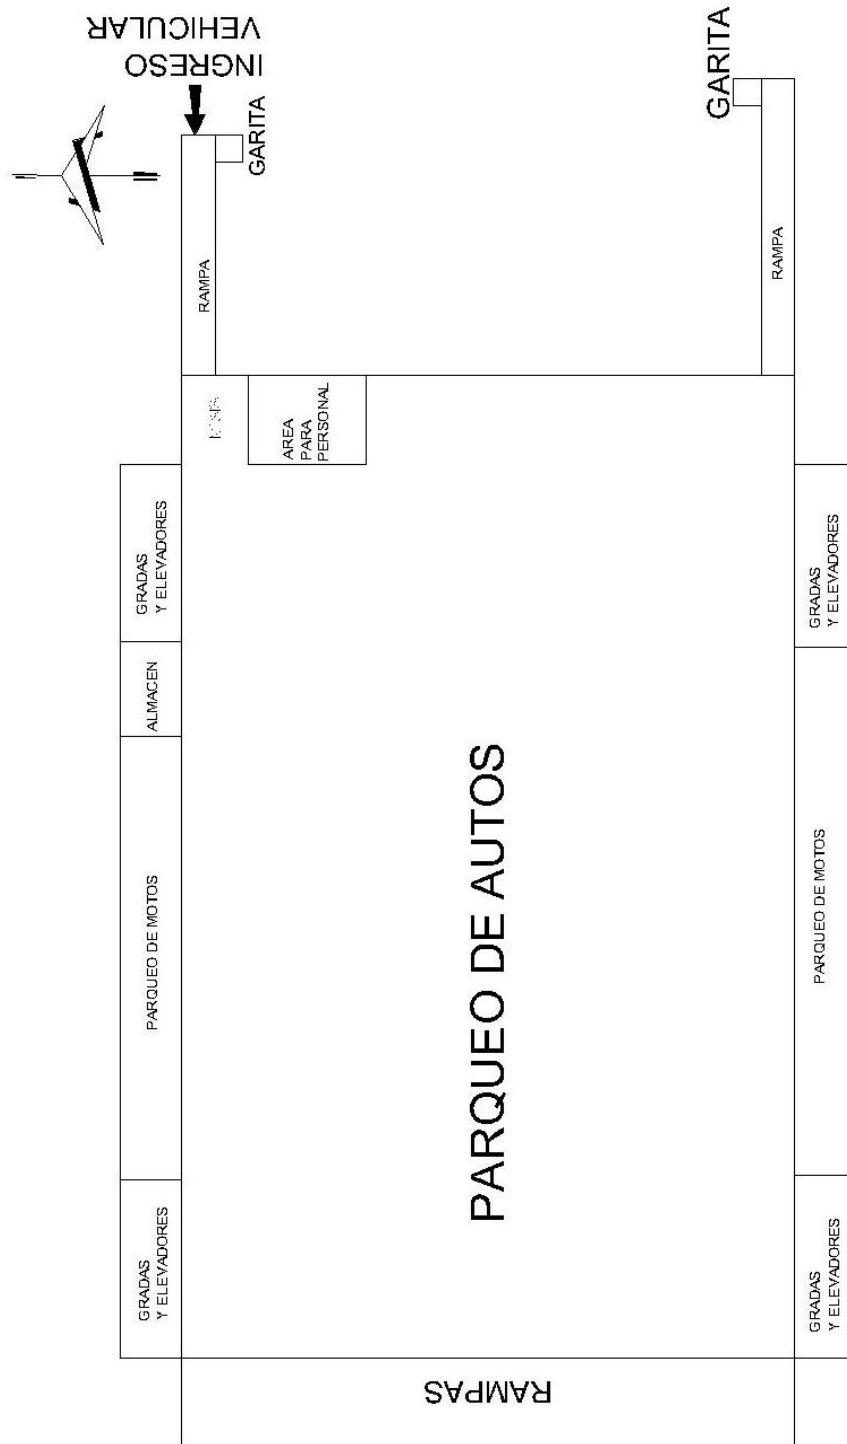 INGRESO
VEHICULAR
GARITA
GARITA
RAMPA
RAMPA
AREA
PARA
PERSONAL
GRADAS
Y ELEVADORES
ALMACEN
PARQUEO DE MOTOS
GRADAS
Y ELEVADORES
PARQUEO DE AUTOS
GRADAS
Y ELEVADORES
PARQUEO DE MOTOS
GRADAS
Y ELEVADORES
RAMPAS